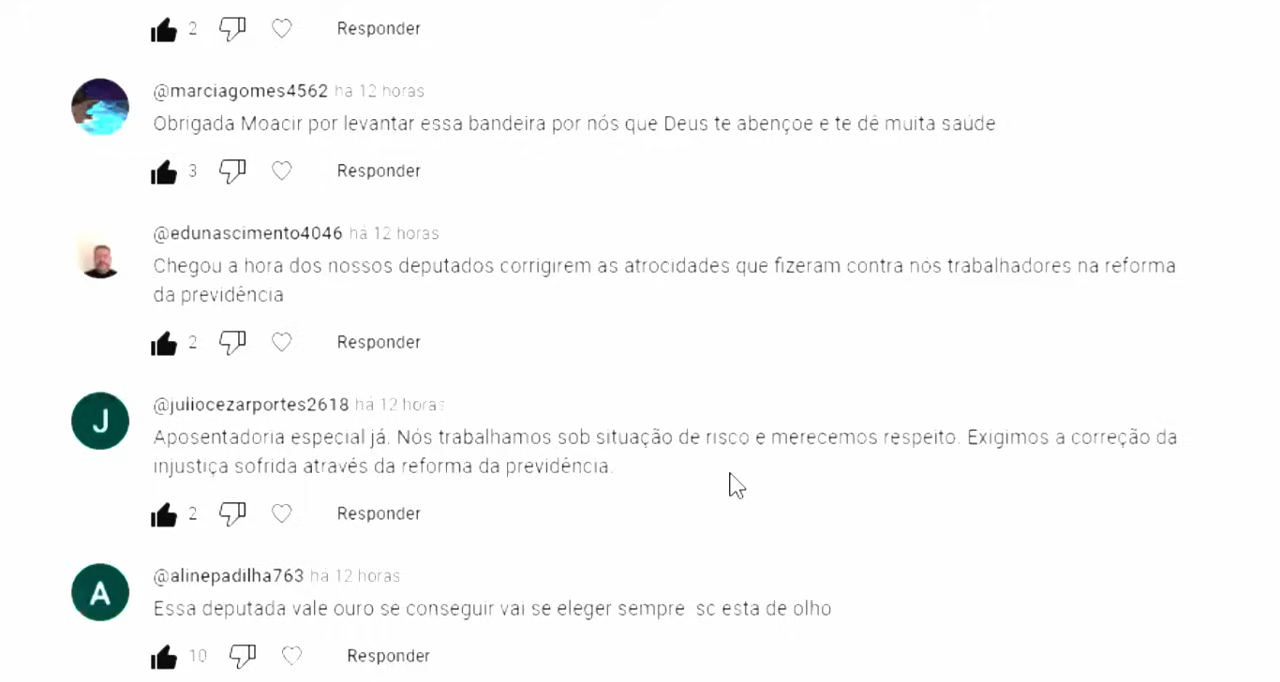 2 Responder
@marciagomes4562 há 12 horas
Obrigada Moacir por levantar essa bandeira por nós que Deus te abençoe e te dê muita saúde
3 Responder
@edunascimento4046 há 12 horas
Chegou a hora dos nossos deputados corrigirem as atrocidades que fizeram contra nós trabalhadores na reforma
da previdência
2 Responder
@juliocezarportes2618 há 12 horas
J
Aposentadoria especial já. Nós trabalhamos sob situação de risco e merecemos respeito. Exigimos a correção da
injustiça sofrida através da reforma da previdência.
2 Responder
@alinepadilha763 há 12 horas
A
Essa deputada vale ouro se conseguir vai se eleger sempre sc esta de olho
10 Responder